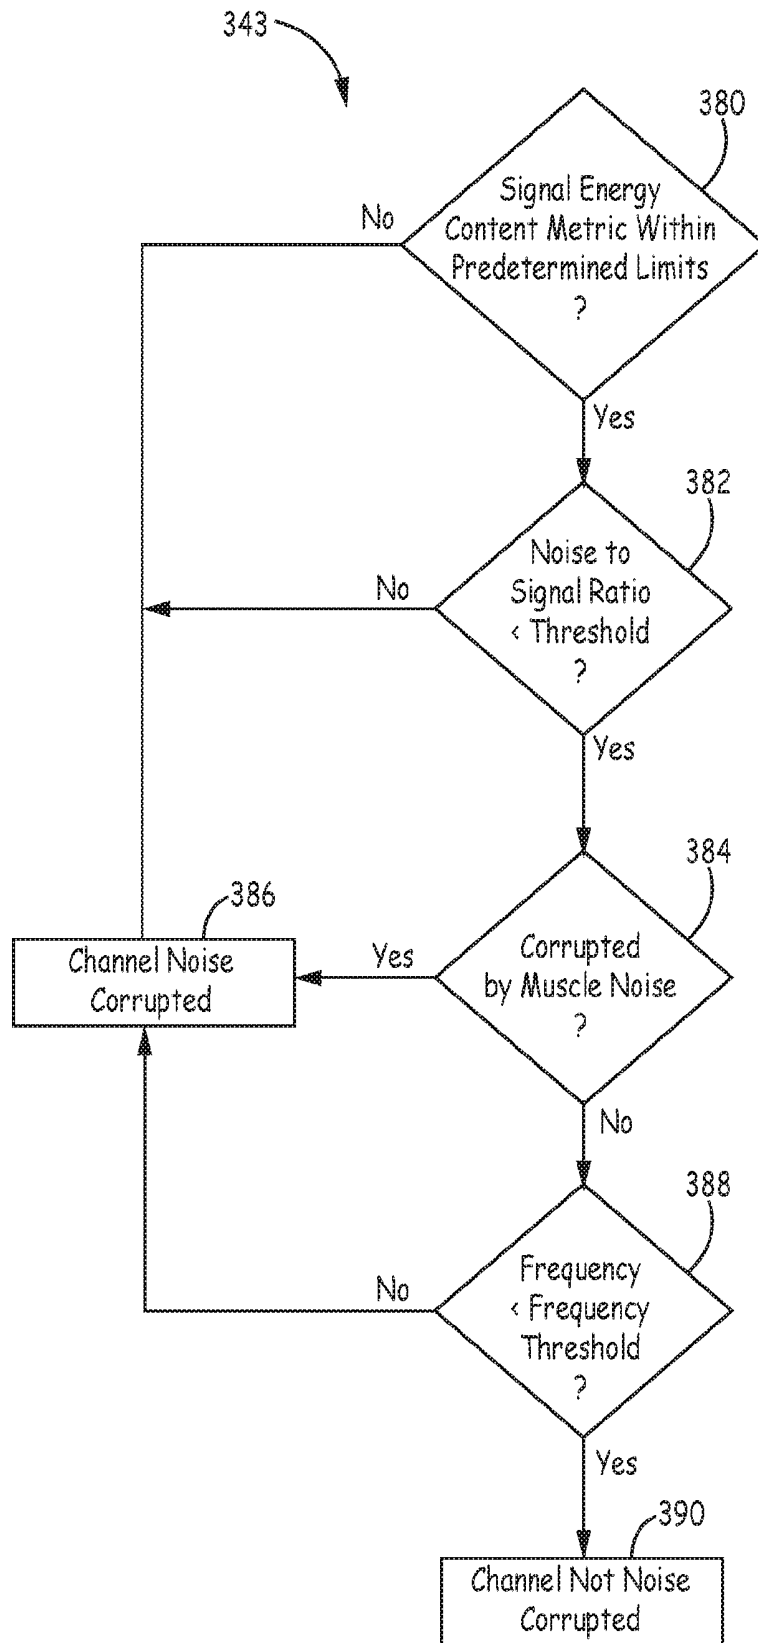 343
380
Signal Energy
Content Metric Within
Predetermined Limits
?
No
Yes
382
Noise to
Signal Ratio
< Threshold
?
No
Yes
384
Corrupted
by Muscle Noise
?
Yes
386
Channel Noise
Corrupted
No
388
Frequency
< Frequency
Threshold
?
No
Yes
390
Channel Not Noise
Corrupted